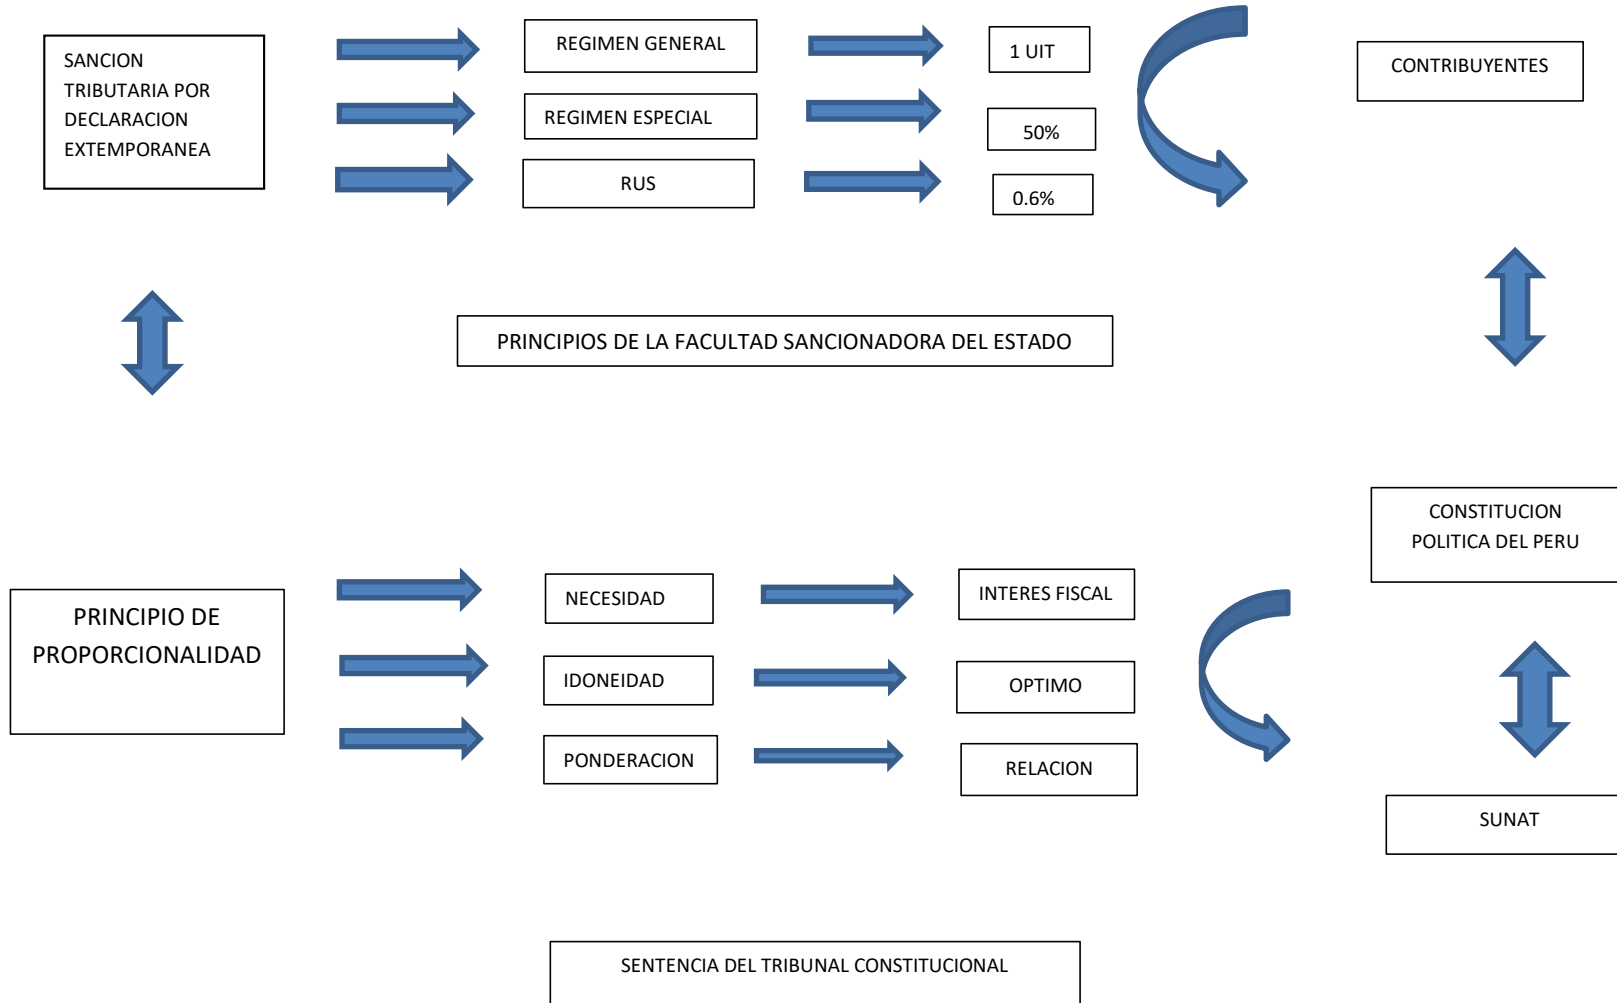 SANCION
TRIBUTARIA POR
DECLARACION
EXTEMPORANEA
REGIMEN GENERAL
1 UIT
REGIMEN ESPECIAL
50%
RUS
0.6%
CONTRIBUYENTES
PRINCIPIOS DE LA FACULTAD SANCIONADORA DEL ESTADO
CONSTITUCION
POLITICA DEL PERU
PRINCIPIO DE
PROPORCIONALIDAD
NECESIDAD
INTERES FISCAL
IDONEIDAD
OPTIMO
PONDERACION
RELACION
SUNAT
SENTENCIA DEL TRIBUNAL CONSTITUCIONAL